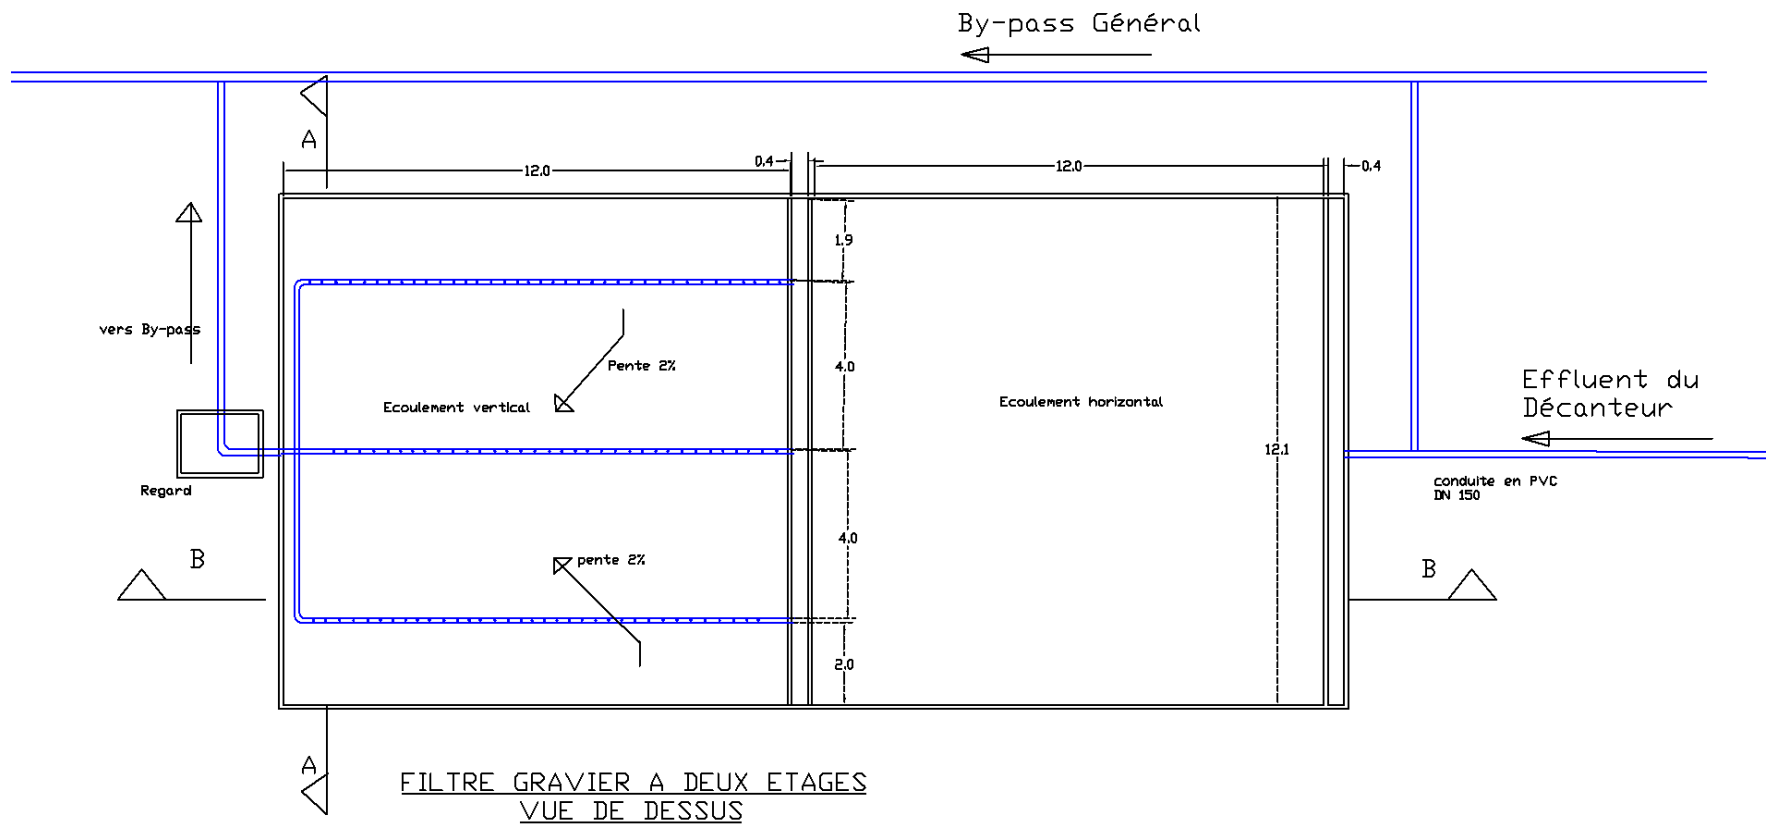 By-pass Général
A
0.4
12.0
12.0
0.4
1.9
vers By-pass
Pente 2%
4.0
Effluent du
Décanteur
Ecoulement vertical
Ecoulement horizontal
12.1
Regard
conduite en PVC
DN 150
B
pente 2%
4.0
B
2.0
A
FILTRE GRAVIER A DEUX ETAGES
VUE DE DESSUS